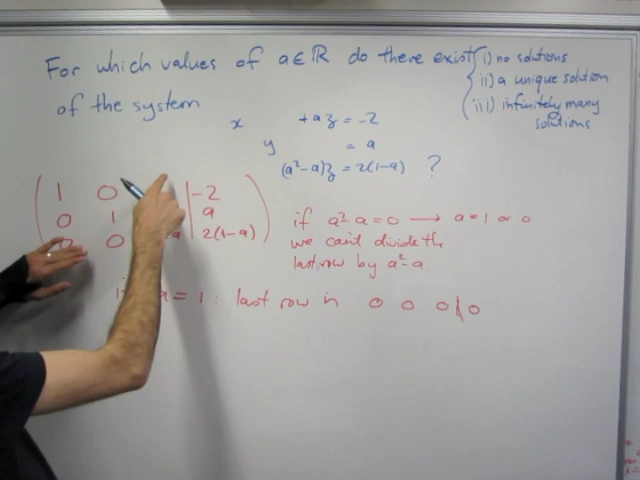 For which values of a∈ℝ do there exist i) no solutions
ii) a unique solution
of the system
iii) infinitely many
solutions
x + az = -2
y = a
(a²-a)z = 2(1-a) ?
1 0 | -2
0 1 | a
0 0 a | 2(1-a)
if a²-a=0 → a=1 or 0
we can't divide the
last row by a²-a
a = 1 : last row is 0 0 0 | 0